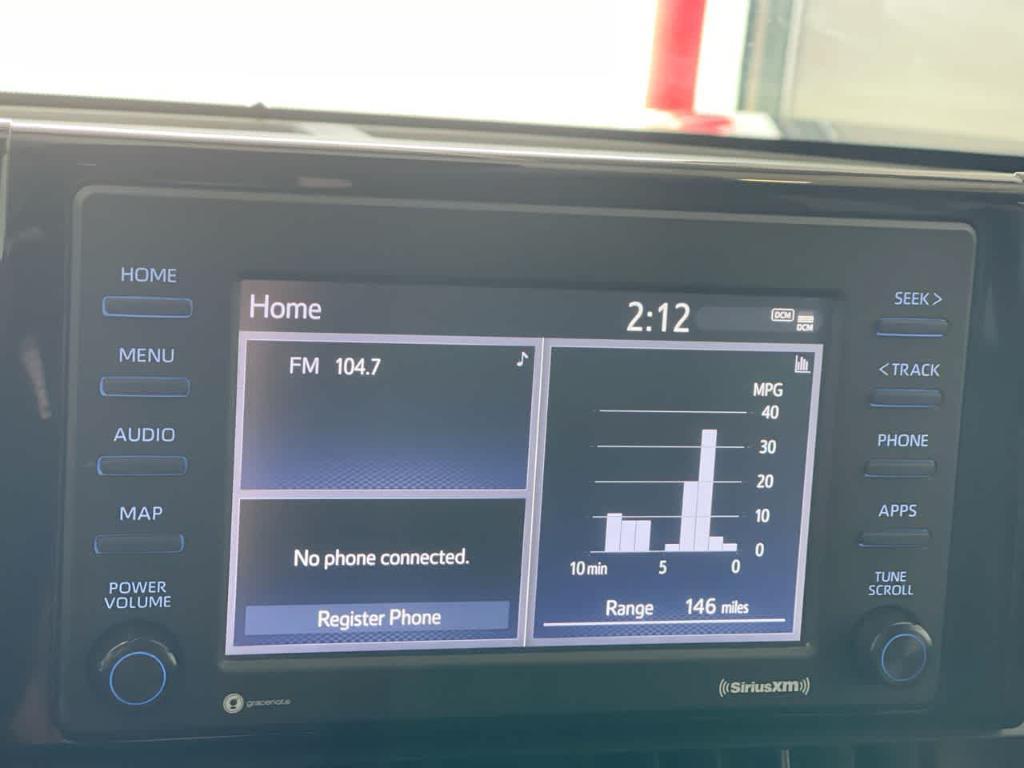 HOME
MENU
AUDIO
MAP
POWER
VOLUME
Home
2:12
DCM
DCM
FM 104.7
No phone connected.
Register Phone
MPG
40
30
20
10
0
10 min 5 0
Range 146 miles
SEEK >
< TRACK
PHONE
APPS
TUNE
SCROLL
gracenote
SiriusXM